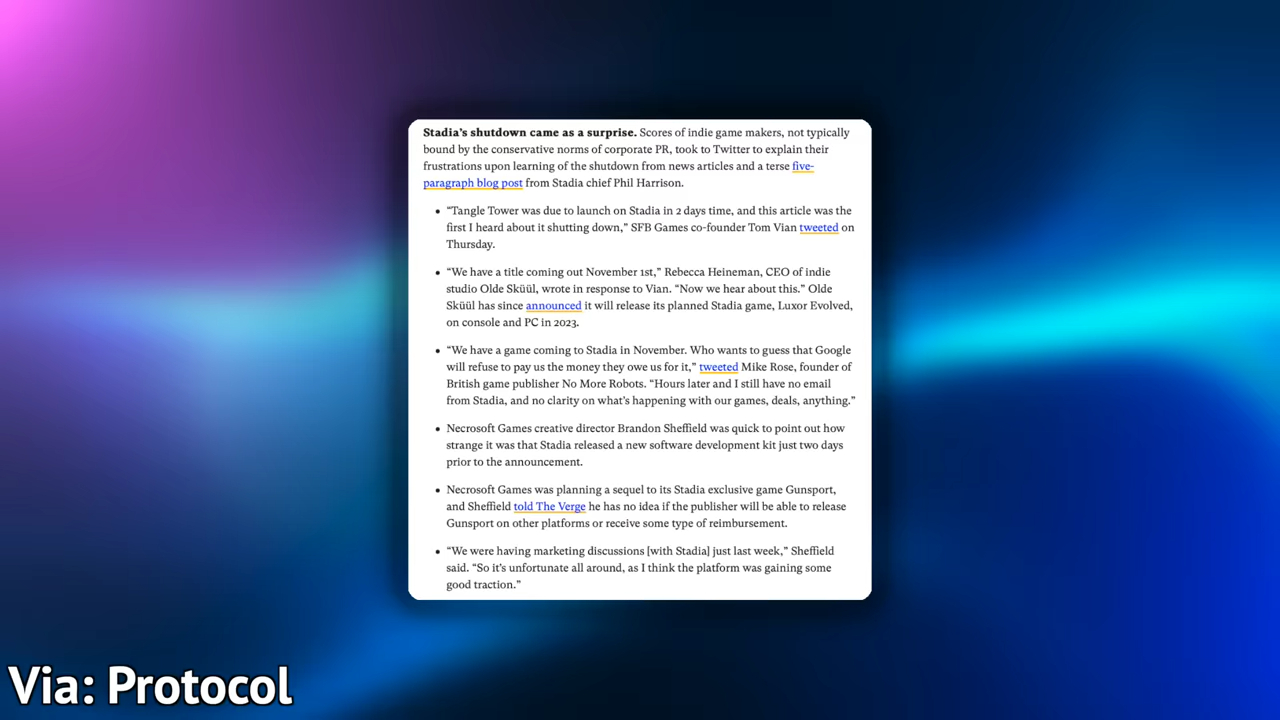 Stadia's shutdown came as a surprise. Scores of indie game makers, not typically
bound by the conservative norms of corporate PR, took to Twitter to explain their
frustrations upon learning of the shutdown from news articles and a terse five-
paragraph blog post from Stadia chief Phil Harrison.
• “Tangle Tower was due to launch on Stadia in 2 days time, and this article was the
first I heard about it shutting down,” SFB Games co-founder Tom Vian tweeted on
Thursday.
• “We have a title coming out November 1st,” Rebecca Heineman, CEO of indie
studio Olde Sküül, wrote in response to Vian. “Now we hear about this.” Olde
Sküül has since announced it will release its planned Stadia game, Luxor Evolved,
on console and PC in 2023.
• “We have a game coming to Stadia in November. Who wants to guess that Google
will refuse to pay us the money they owe us for it,” tweeted Mike Rose, founder of
British game publisher No More Robots. “Hours later and I still have no email
from Stadia, and no clarity on what's happening with our games, deals, anything.”
• Necrosoft Games creative director Brandon Sheffield was quick to point out how
strange it was that Stadia released a new software development kit just two days
prior to the announcement.
• Necrosoft Games was planning a sequel to its Stadia exclusive game Gunsport,
and Sheffield told The Verge he has no idea if the publisher will be able to release
Gunsport on other platforms or receive some type of reimbursement.
• “We were having marketing discussions [with Stadia] just last week,” Sheffield
said. “So it's unfortunate all around, as I think the platform was gaining some
good traction.”
Via: Protocol